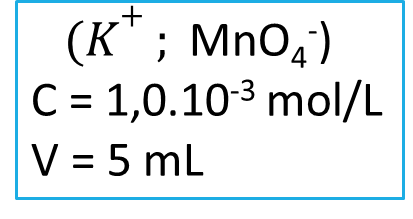 (K⁺ ; MnO₄⁻)
C = 1,0.10⁻³ mol/L
V = 5 mL